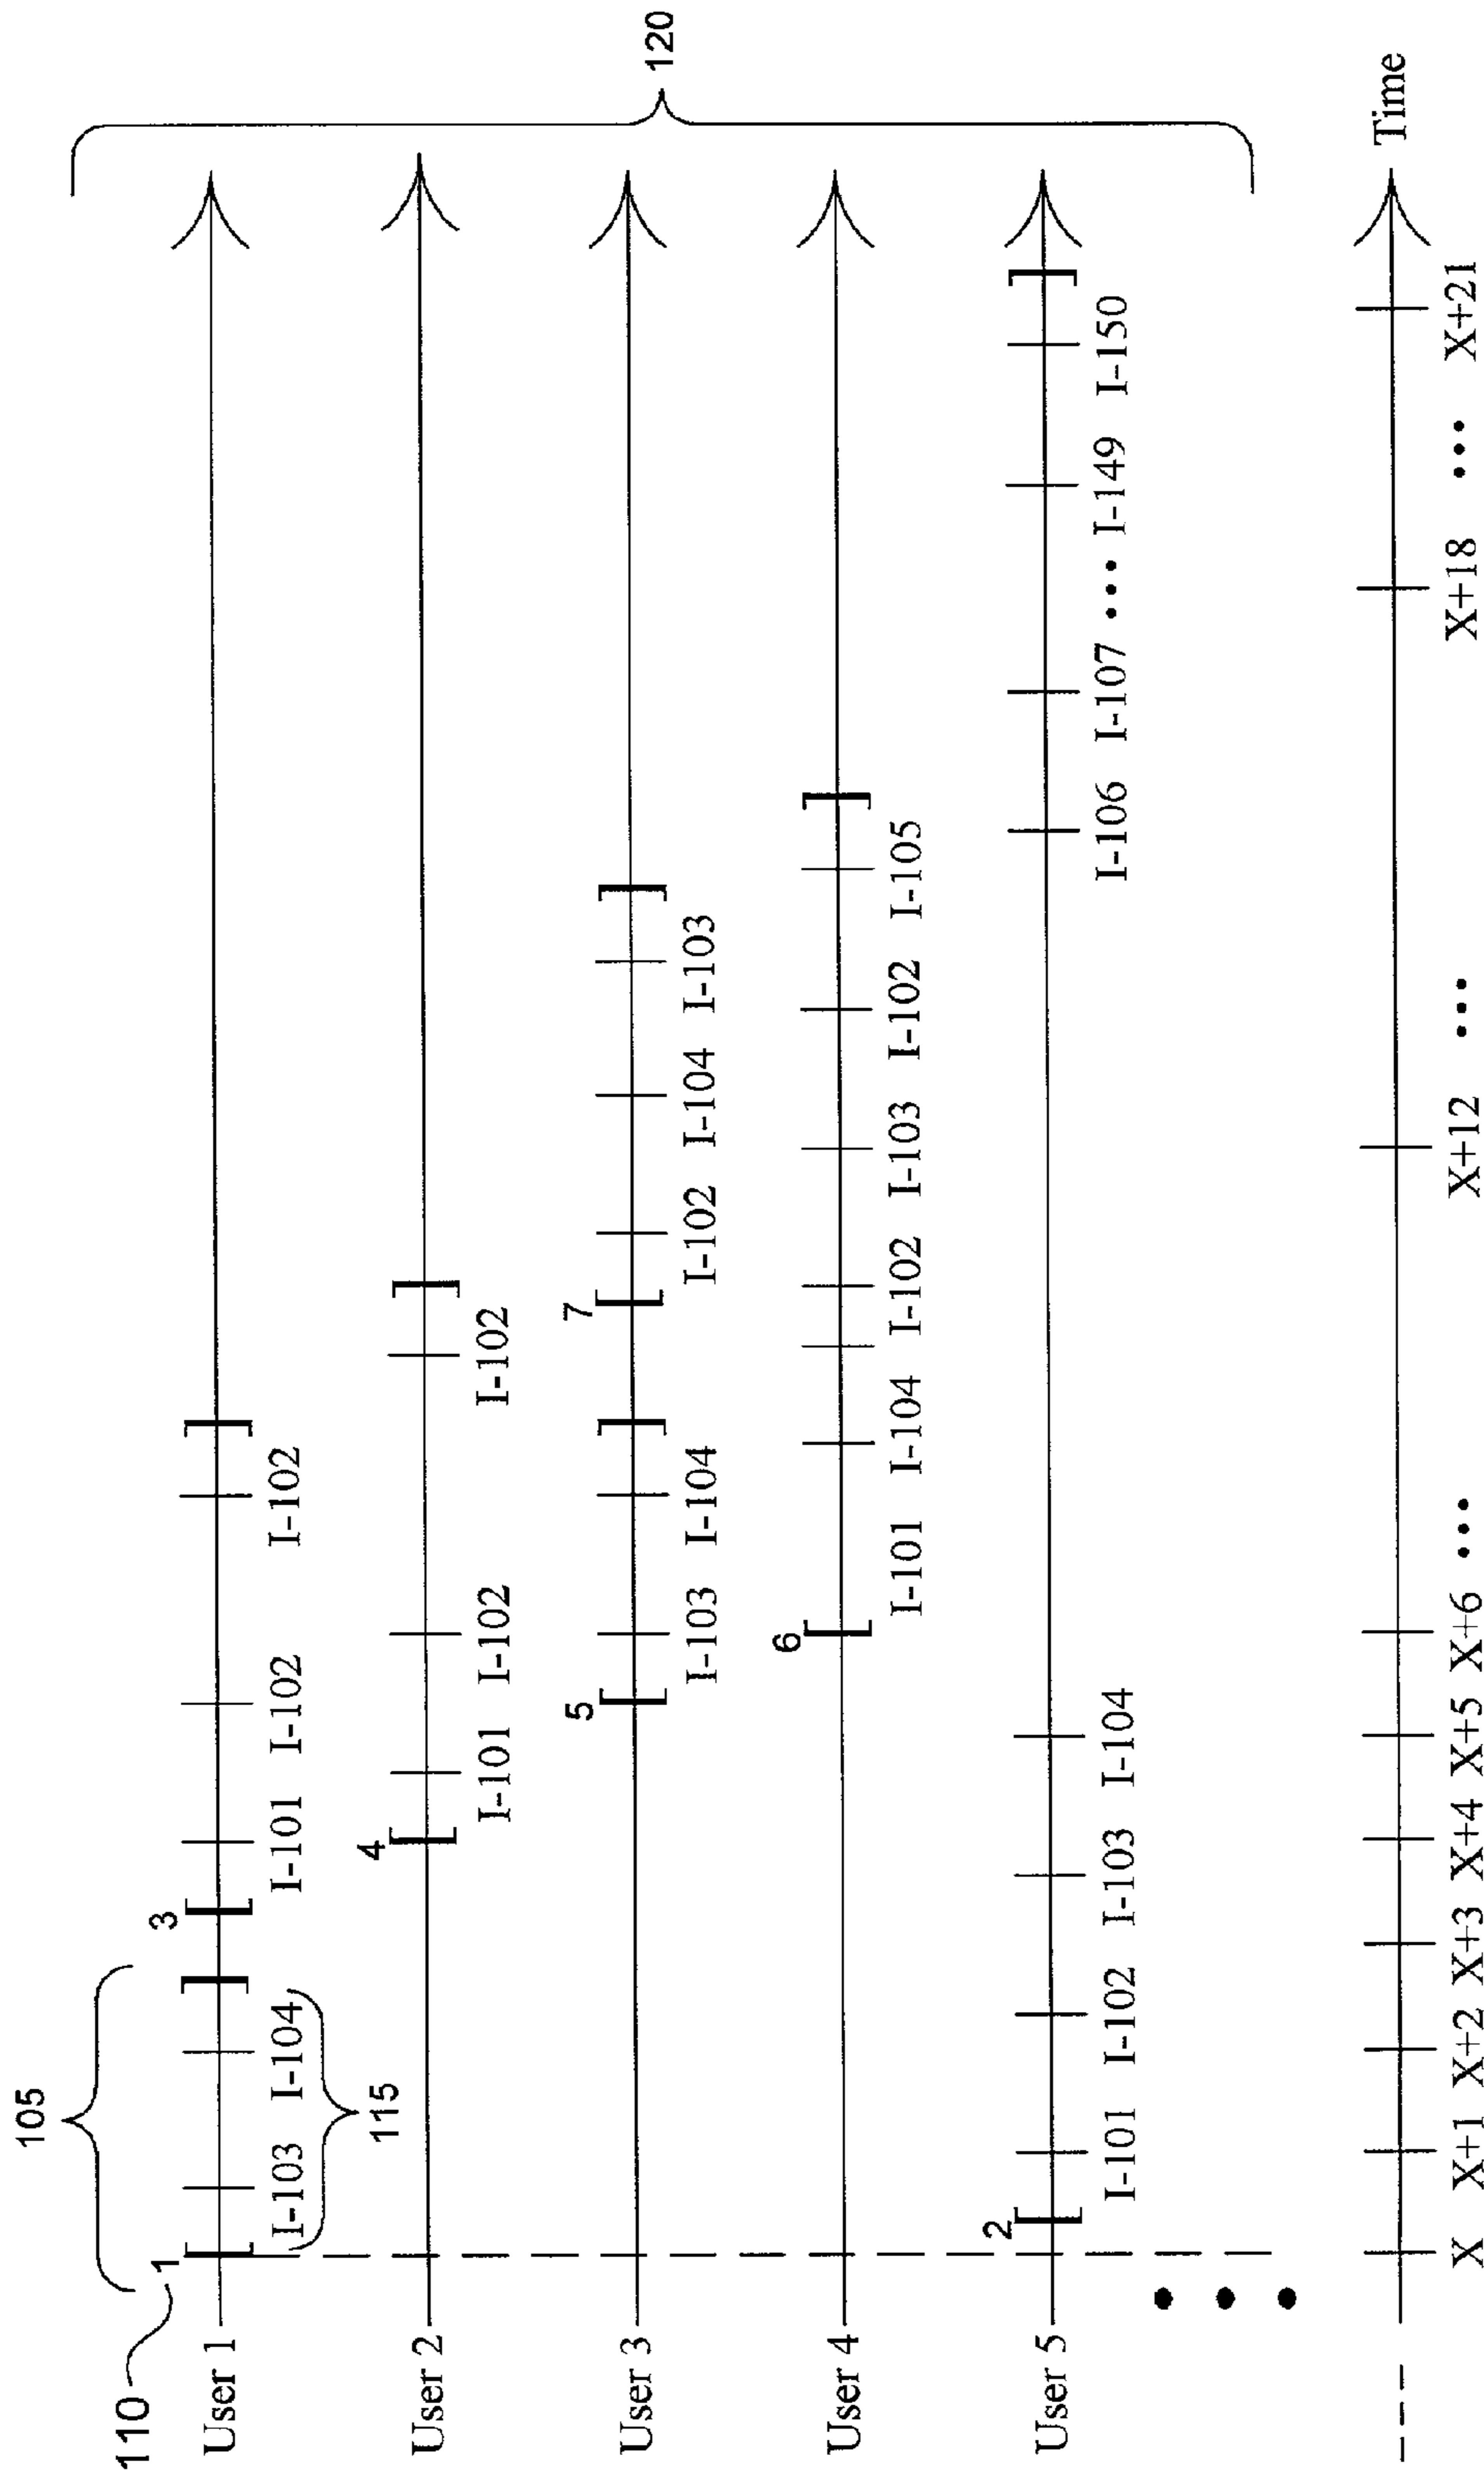 105
110
1
3
User 1
I-103 I-104 I-101 I-102 I-102
115
120
4
User 2
I-101 I-102 I-102
5
7
User 3
I-103 I-104 I-102 I-104 I-103
6
User 4
I-101 I-104 I-102 I-103 I-102 I-105
2
User 5
I-101 I-102 I-103 I-104 I-106 I-107 ••• I-149 I-150
Time
X X+1 X+2 X+3 X+4 X+5 X+6 ••• X+12 ••• X+18 ••• X+21